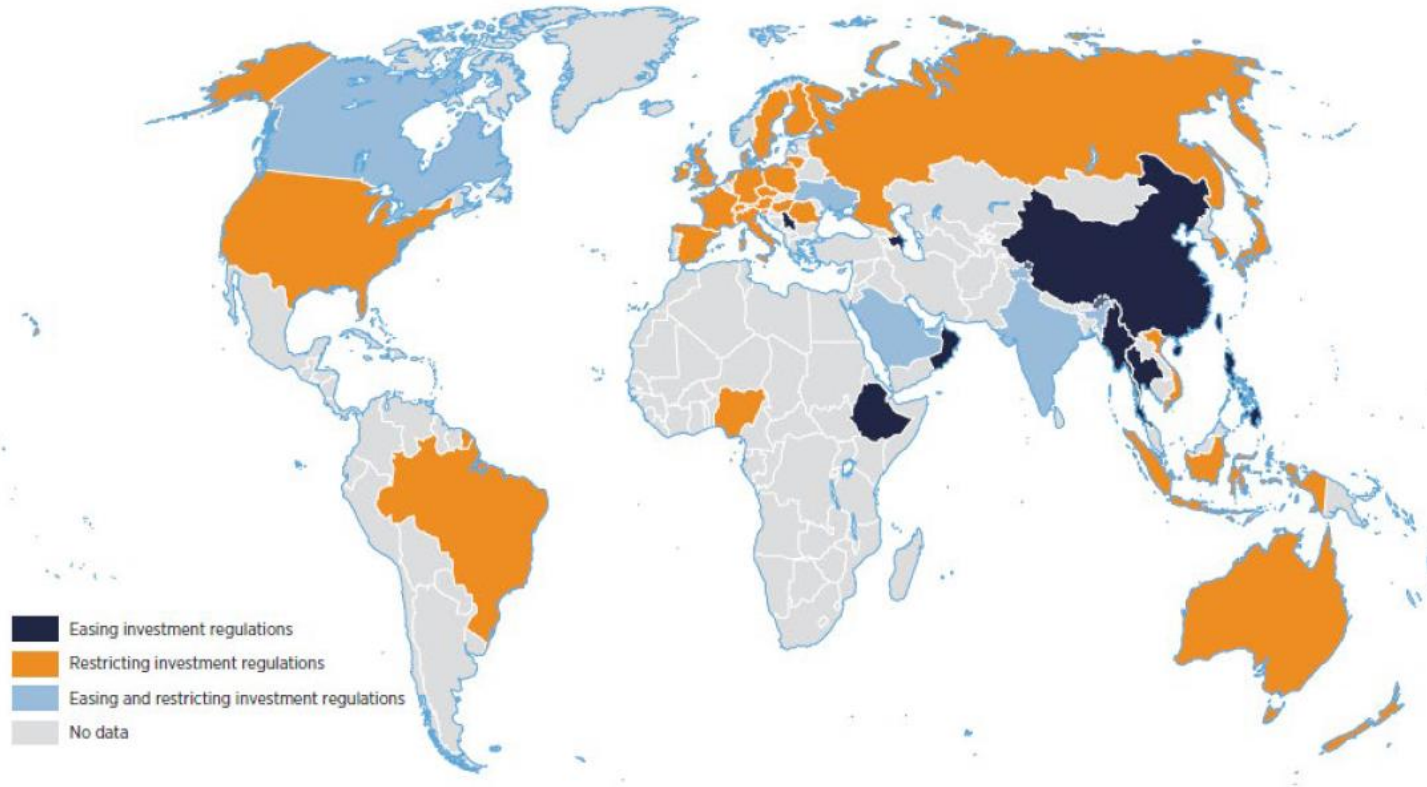 Easing investment regulations
Restricting investment regulations
Easing and restricting investment regulations
No data